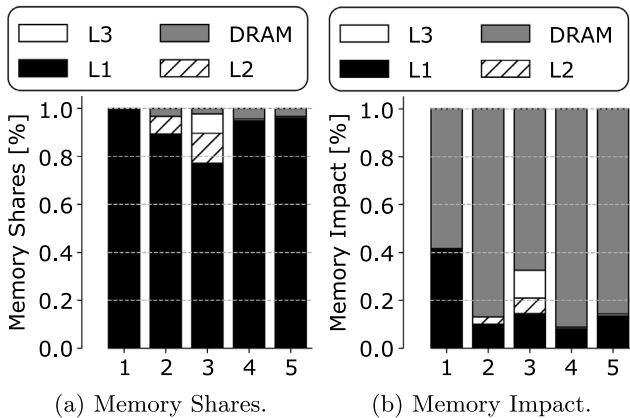 L3 DRAM
L1 L2
Memory Shares [%]
1.0
0.8
0.6
0.4
0.2
0.0
1 2 3 4 5
(a) Memory Shares.
L3 DRAM
L1 L2
Memory Impact [%]
1.0
0.8
0.6
0.4
0.2
0.0
1 2 3 4 5
(b) Memory Impact.